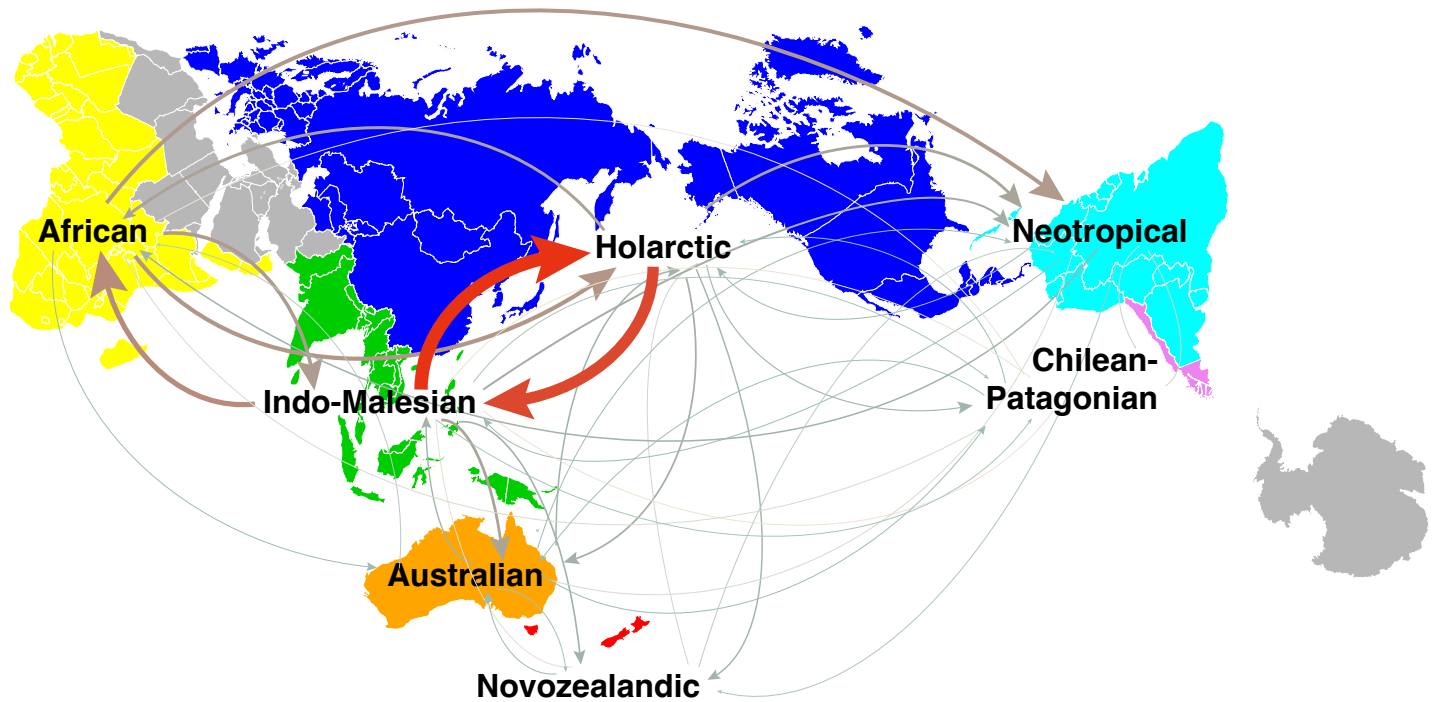 African
Holarctic
Neotropical
Chilean-
Patagonian
Indo-Malesian
Australian
Novozealandic